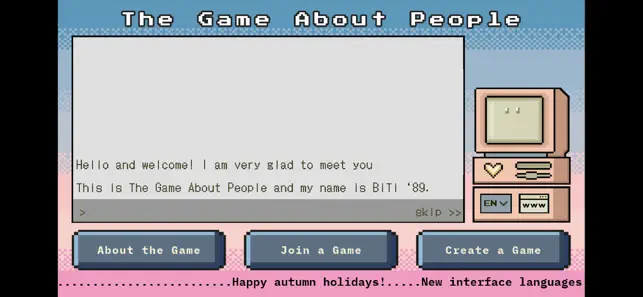 The Game About People
Hello and welcome! I am very glad to meet you
This is The Game About People and my name is BITI '89.
> skip >>
EN
www
About the Game Join a Game Create a Game
.........................Happy autumn holidays!.....New interface languages